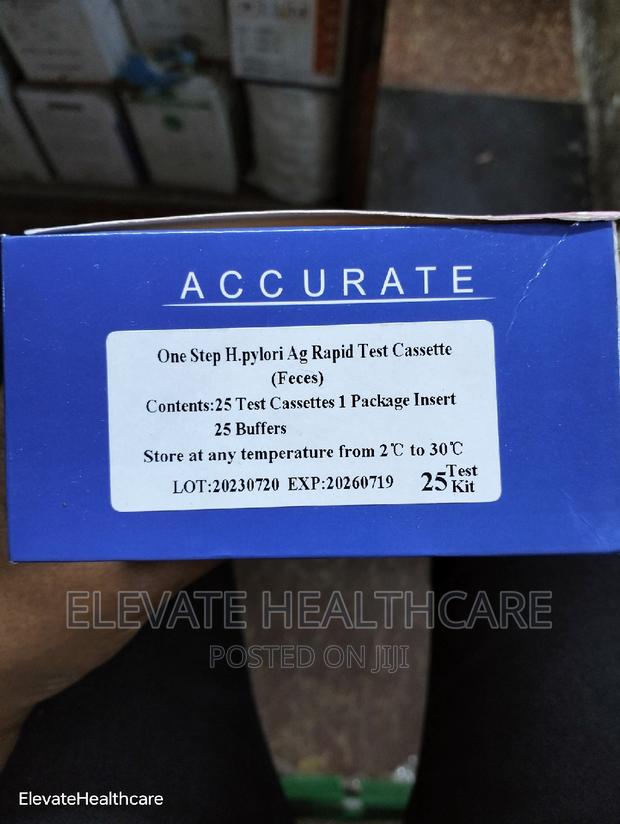 ACCURATE
One Step H.pylori Ag Rapid Test Cassette
(Feces)
Contents:25 Test Cassettes 1 Package Insert
25 Buffers
Store at any temperature from 2℃ to 30℃
LOT:20230720 EXP:20260719 25 Test Kit
ELEVATE HEALTHCARE
POSTED ON JIJI
ElevateHealthcare